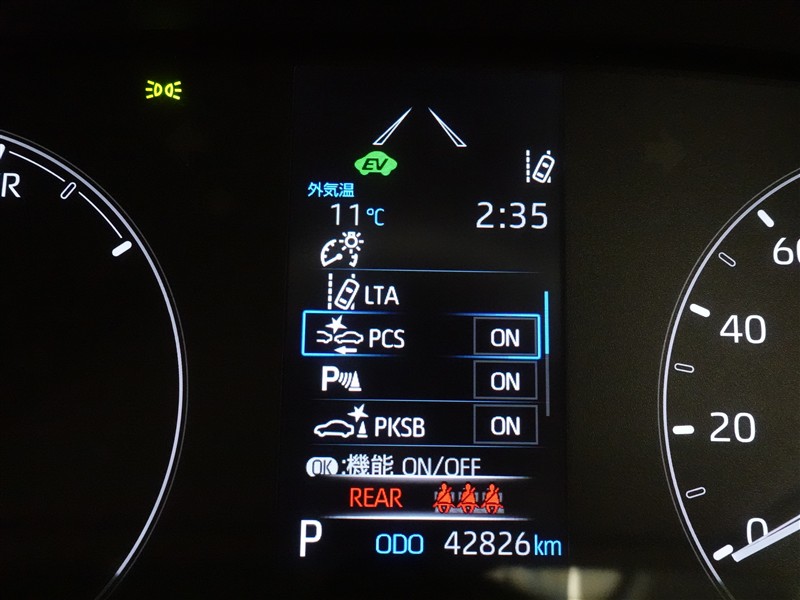 EV
外気温
11℃ 2:35
LTA
PCS ON
P ON
PKSB ON
OK:機能 ON/OFF
REAR
P ODO 42826km
60
40
20
0